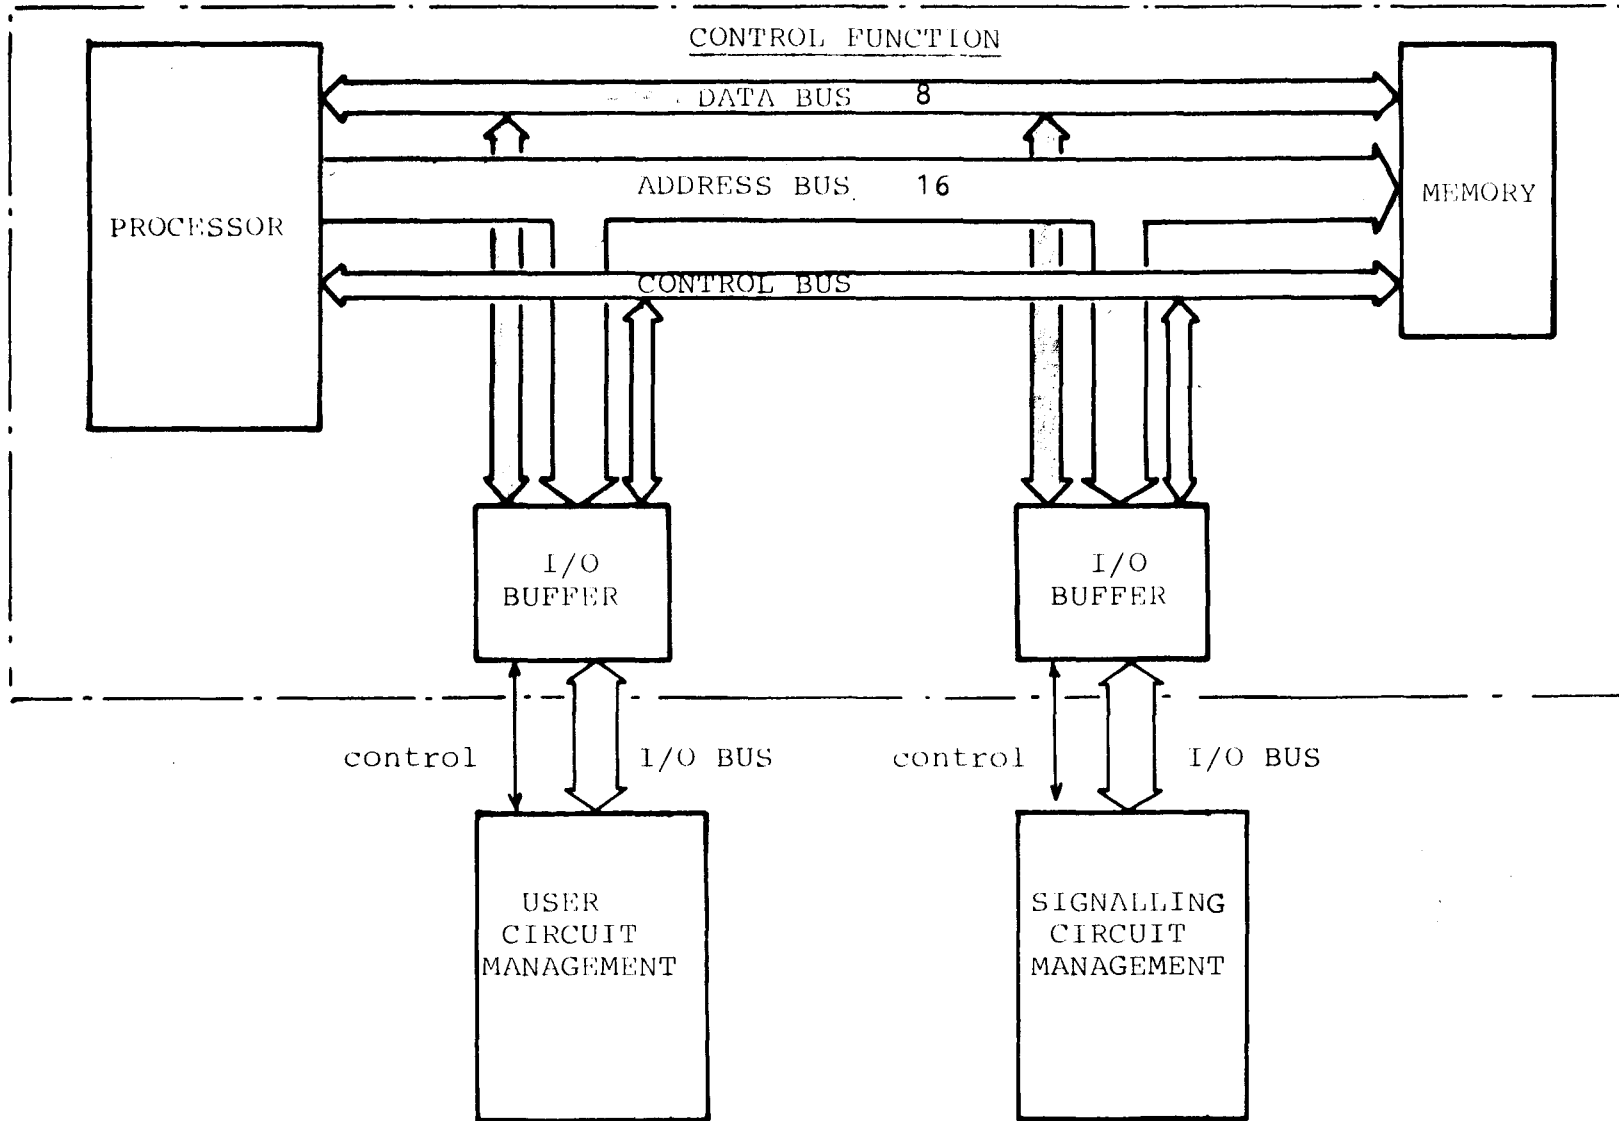 CONTROL FUNCTION
DATA BUS 8
ADDRESS BUS 16
PROCESSOR
MEMORY
CONTROL BUS
I/O
BUFFER
I/O
BUFFER
control
I/O BUS
control
I/O BUS
USER
CIRCUIT
MANAGEMENT
SIGNALLING
CIRCUIT
MANAGEMENT